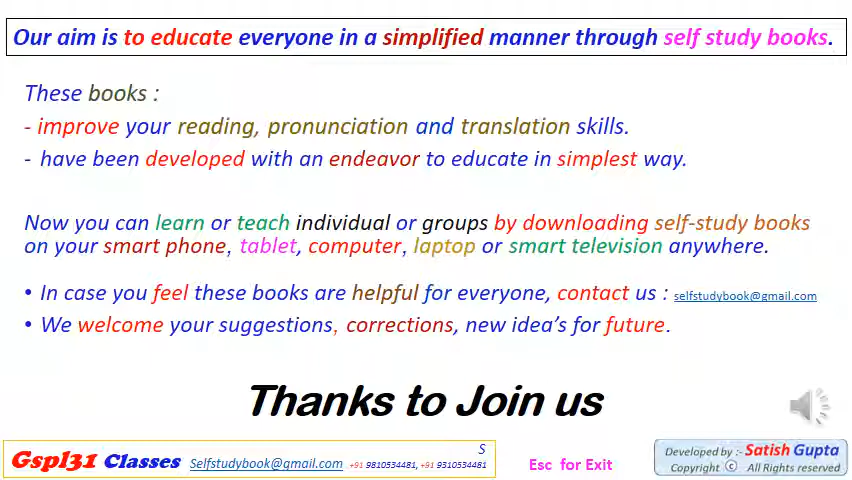 Our aim is to educate everyone in a simplified manner through self study books.
These books :
- improve your reading, pronunciation and translation skills.
- have been developed with an endeavor to educate in simplest way.
Now you can learn or teach individual or groups by downloading self-study books
on your smart phone, tablet, computer, laptop or smart television anywhere.
• In case you feel these books are helpful for everyone, contact us : selfstudybook@gmail.com
• We welcome your suggestions, corrections, new idea's for future.
Thanks to Join us
S
Gspl31 Classes Selfstudybook@gmail.com +91 9810534481, +91 9310534481
Esc for Exit
Developed by :- Satish Gupta
Copyright © All Rights reserved